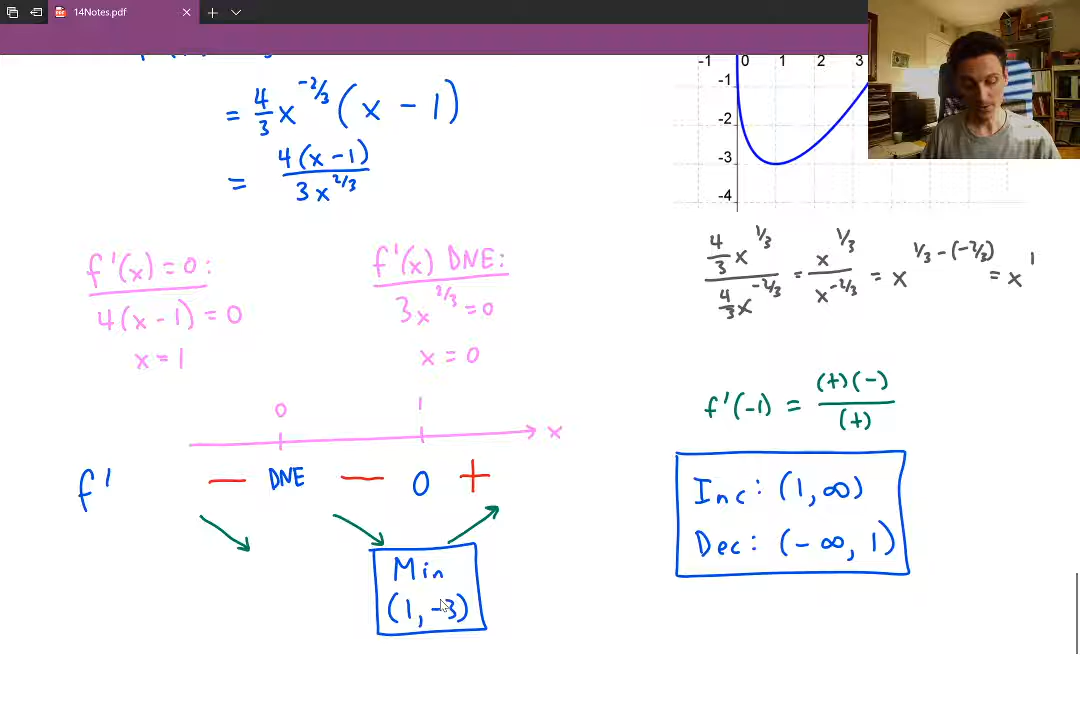 14Notes.pdf
= 4/3 x^(-2/3) (x - 1)
= 4(x - 1) / 3x^(2/3)
-1 0 1 2 3
-1
-2
-3
-4
(4/3 x^(1/3)) / (4/3 x^(-2/3)) = x^(1/3) / x^(-2/3) = x^(1/3 - (-2/3)) = x^1
f'(x) = 0:
4(x - 1) = 0
x = 1
f'(x) DNE:
3x^(2/3) = 0
x = 0
0 1
x
f' — DNE — 0 +
Min
(1, -3)
f'(-1) = (+)(-) / (+)
Inc: (1, ∞)
Dec: (-∞, 1)